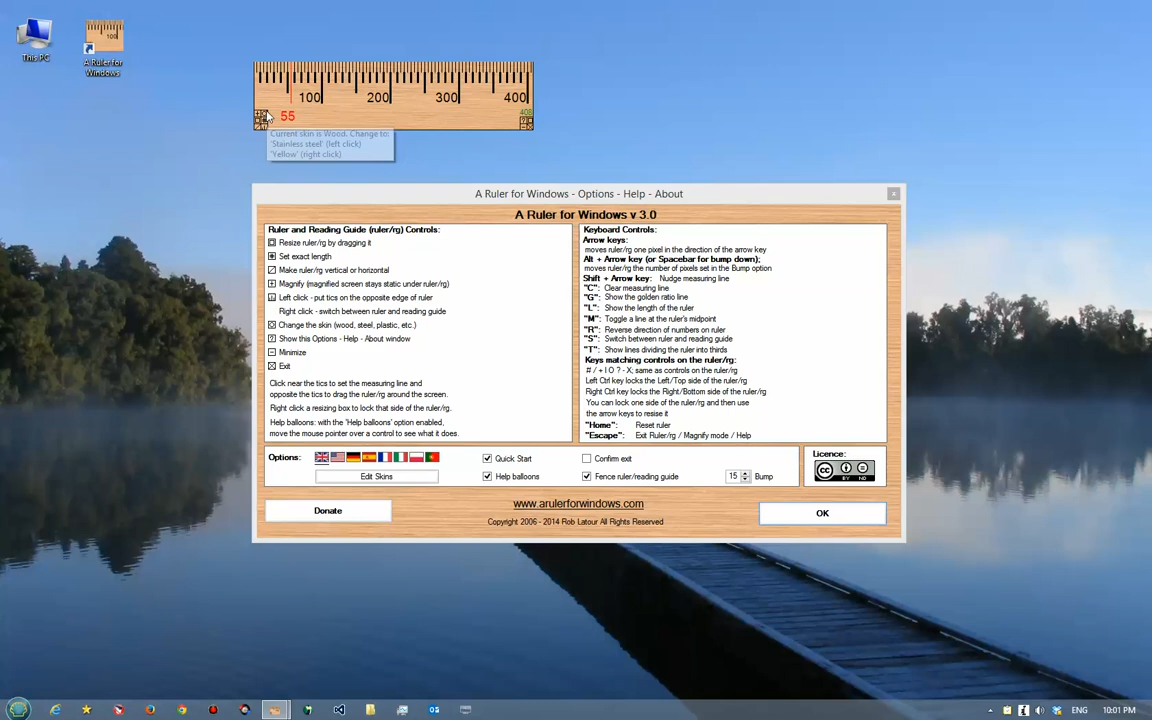 This PC
A Ruler for
Windows
100
100
200
300
400
55
408
Current skin is Wood. Change to:
'Stainless steel' (left click)
'Yellow' (right click)
A Ruler for Windows - Options - Help - About
A Ruler for Windows v 3.0
Ruler and Reading Guide (ruler/rg) Controls:
Resize ruler/rg by dragging it
Set exact length
Make ruler/rg vertical or horizontal
Magnify (magnified screen stays static under ruler/rg)
Left click - put tics on the opposite edge of ruler
Right click - switch between ruler and reading guide
Change the skin (wood, steel, plastic, etc.)
Show this Options - Help - About window
Minimize
Exit
Click near the tics to set the measuring line and
opposite the tics to drag the ruler/rg around the screen.
Right click a resizing box to lock that side of the ruler/rg.
Help balloons: with the 'Help balloons' option enabled,
move the mouse pointer over a control to see what it does.
Keyboard Controls:
Arrow keys:
moves ruler/rg one pixel in the direction of the arrow key
Alt + Arrow key (or Spacebar for bump down);
moves ruler/rg the number of pixels set in the Bump option
Shift + Arrow key: Nudge measuring line
"C": Clear measuring line
"G": Show the golden ratio line
"L": Show the length of the ruler
"M": Toggle a line at the ruler's midpoint
"R": Reverse direction of numbers on ruler
"S": Switch between ruler and reading guide
"T": Show lines dividing the ruler into thirds
Keys matching controls on the ruler/rg:
# / + I O ? - X; same as controls on the ruler/rg
Left Ctrl key locks the Left/Top side of the ruler/rg
Right Ctrl key locks the Right/Bottom side of the ruler/rg
You can lock one side of the ruler/rg and then use
the arrow keys to resise it
"Home": Reset ruler
"Escape": Exit Ruler/rg / Magnify mode / Help
Options:
Edit Skins
Quick Start
Help balloons
Confirm exit
Fence ruler/reading guide
15 Bump
Licence:
CC
BY ND
Donate
www.arulerforwindows.com
Copyright 2006 - 2014 Rob Latour All Rights Reserved
OK
ENG
10:01 PM